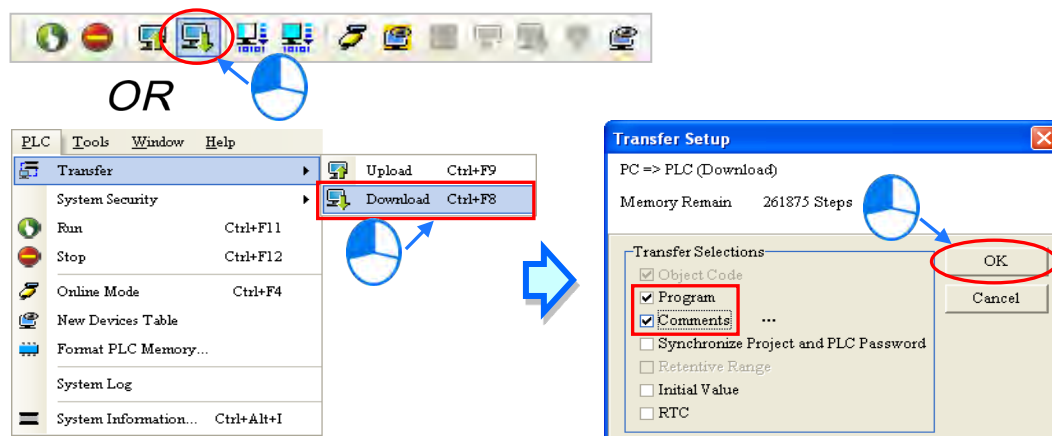 OR
PLC Tools Window Help
Transfer
System Security
Run Ctrl+F11
Stop Ctrl+F12
Online Mode Ctrl+F4
New Devices Table
Format PLC Memory...
System Log
System Information... Ctrl+Alt+I
Upload Ctrl+F9
Download Ctrl+F8
Transfer Setup
PC => PLC (Download)
Memory Remain 261875 Steps
Transfer Selections
Object Code
Program
Comments ...
Synchronize Project and PLC Password
Retentive Range
Initial Value
RTC
OK
Cancel